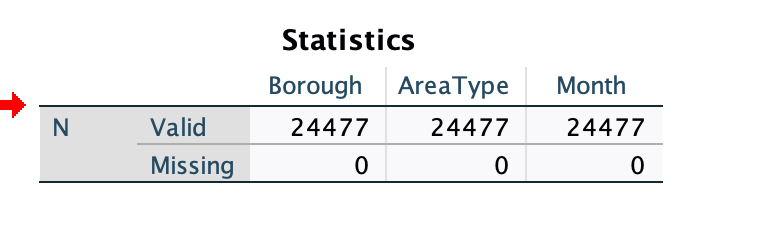 Statistics
Borough AreaType Month
N Valid 24477 24477 24477
Missing 0 0 0